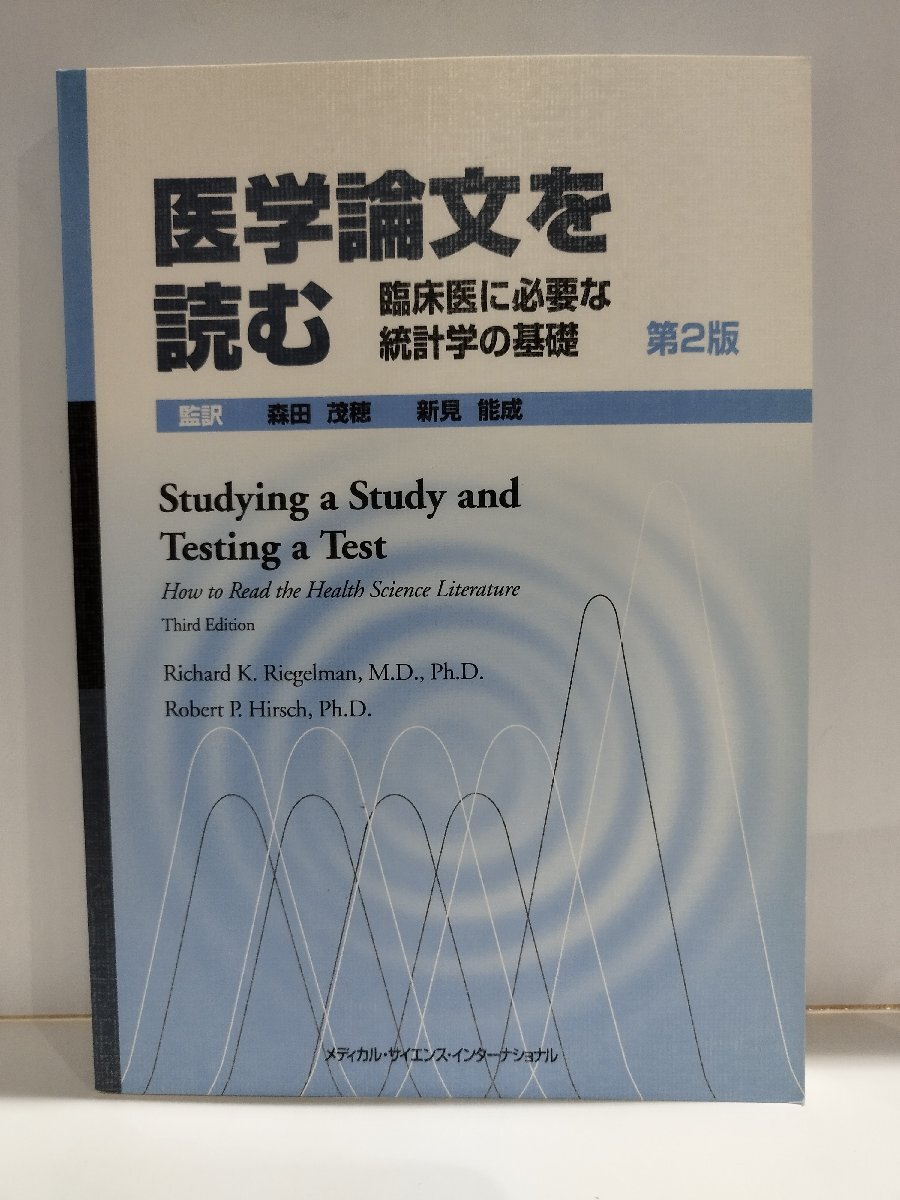 医学論文を
読む
臨床医に必要な
統計学の基礎
第2版
監訳 森田 茂穂 新見 能成
Studying a Study and
Testing a Test
How to Read the Health Science Literature
Third Edition
Richard K. Riegelman, M.D., Ph.D.
Robert P. Hirsch, Ph.D.
メディカル・サイエンス・インターナショナル